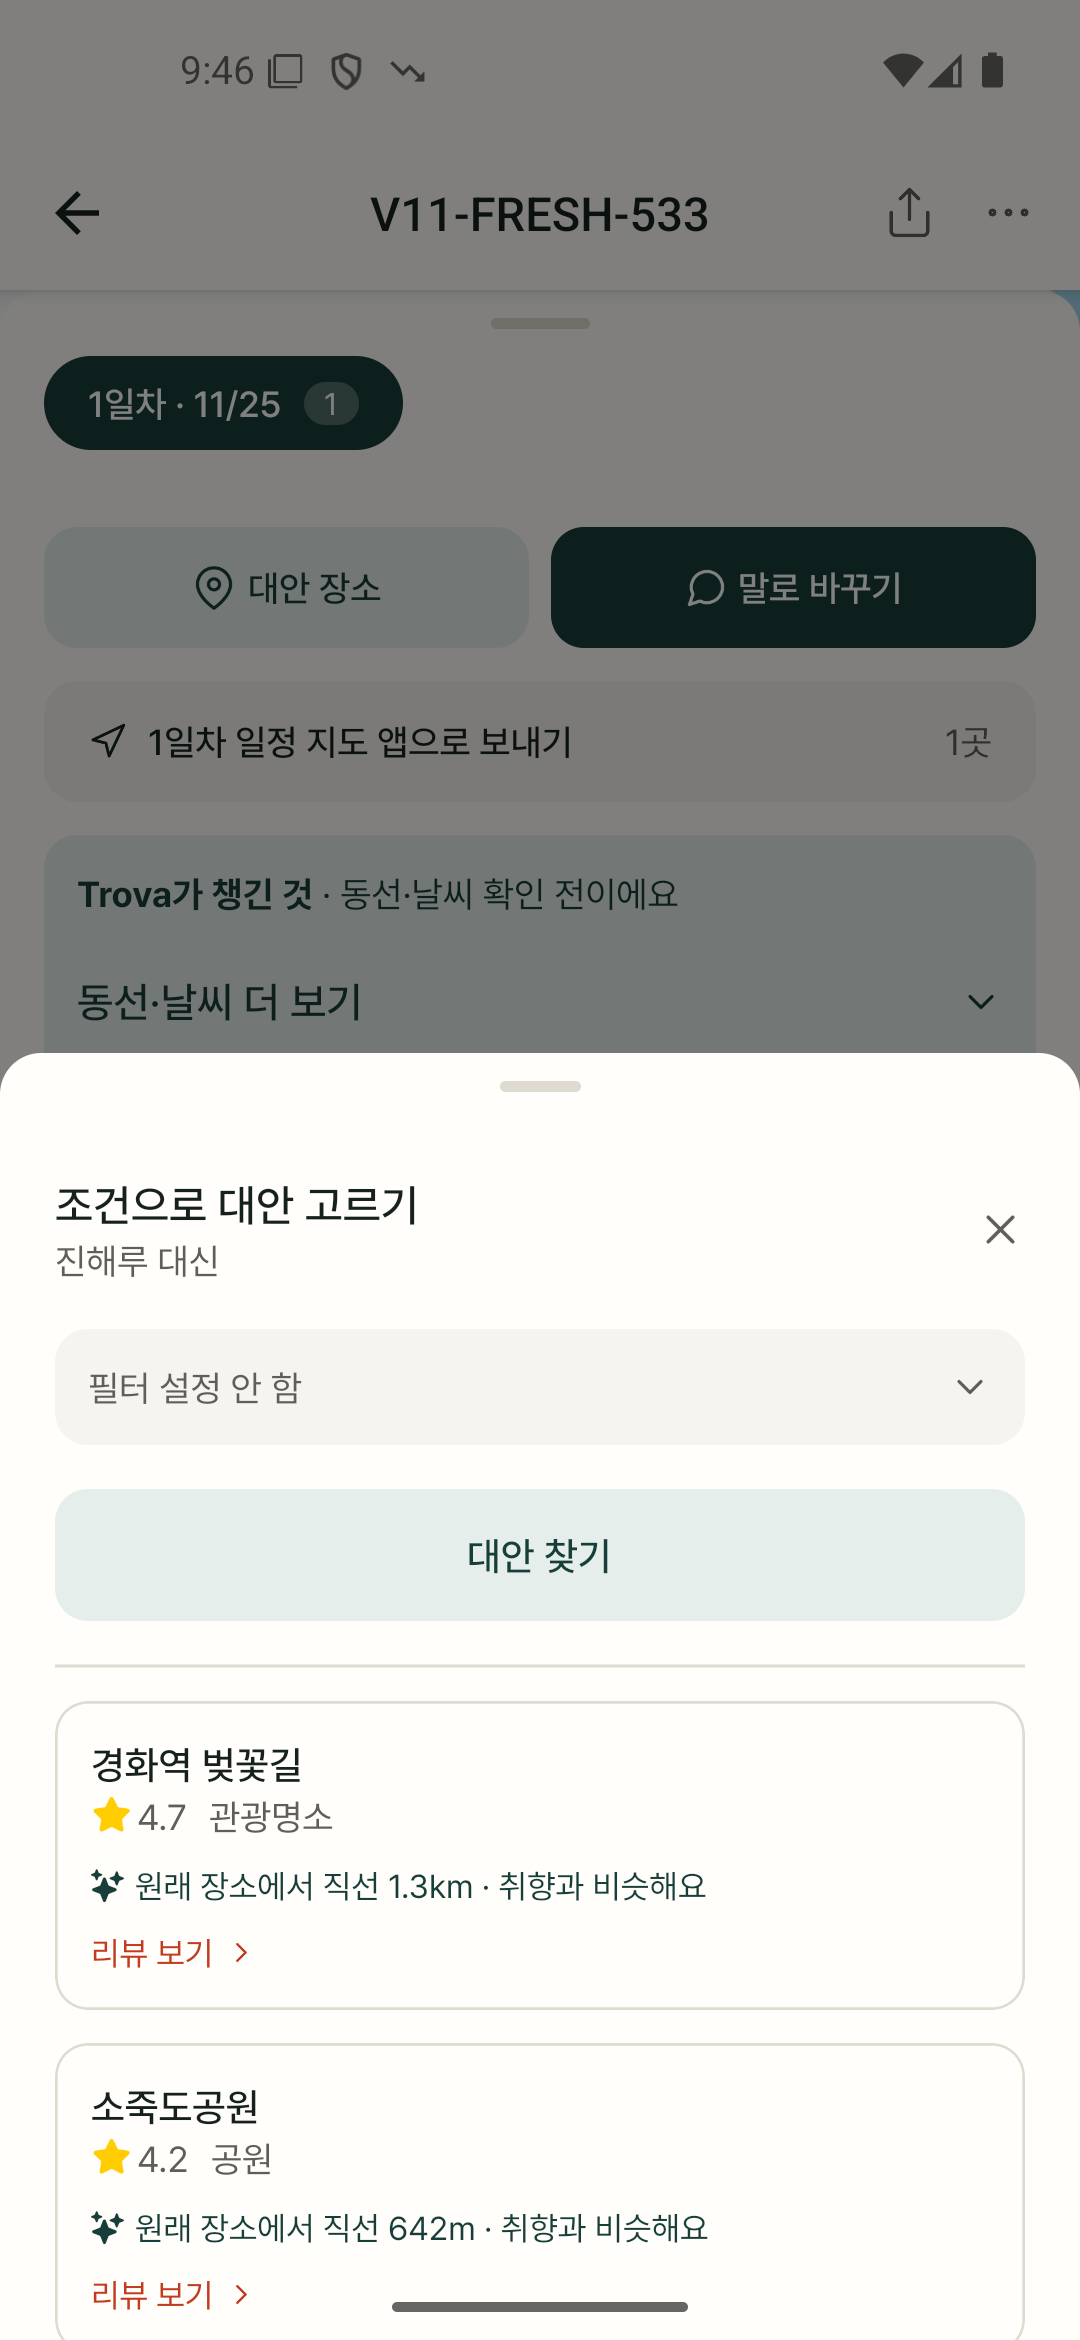 9:46
V11-FRESH-533
1일차 · 11/25 1
대안 장소
말로 바꾸기
1일차 일정 지도 앱으로 보내기 1곳
Trova가 챙긴 것 · 동선·날씨 확인 전이에요
동선·날씨 더 보기
조건으로 대안 고르기
진해루 대신
필터 설정 안 함
대안 찾기
경화역 벚꽃길
4.7 관광명소
원래 장소에서 직선 1.3km · 취향과 비슷해요
리뷰 보기
소죽도공원
4.2 공원
원래 장소에서 직선 642m · 취향과 비슷해요
리뷰 보기